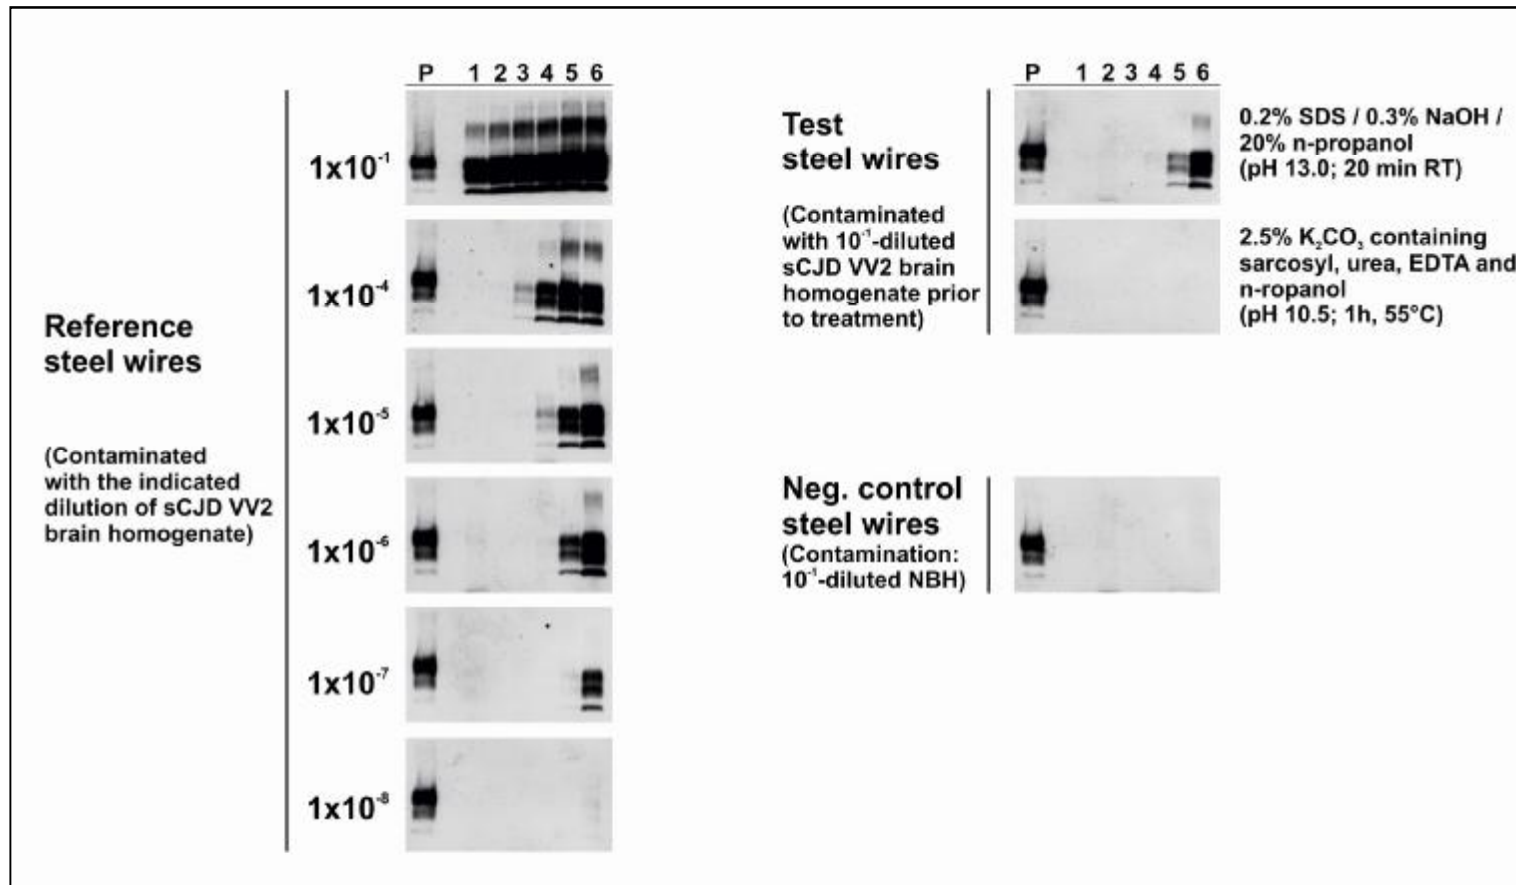 P 1 2 3 4 5 6
1x10⁻¹
1x10⁻⁴
1x10⁻⁵
1x10⁻⁶
1x10⁻⁷
1x10⁻⁸
Reference
steel wires
(Contaminated
with the indicated
dilution of sCJD VV2
brain homogenate)
P 1 2 3 4 5 6
Test
steel wires
(Contaminated
with 10⁻¹-diluted
sCJD VV2 brain
homogenate prior
to treatment)
0.2% SDS / 0.3% NaOH /
20% n-propanol
(pH 13.0; 20 min RT)
2.5% K₂CO₃ containing
sarcosyl, urea, EDTA and
n-ropanol
(pH 10.5; 1h, 55°C)
Neg. control
steel wires
(Contamination:
10⁻¹-diluted NBH)